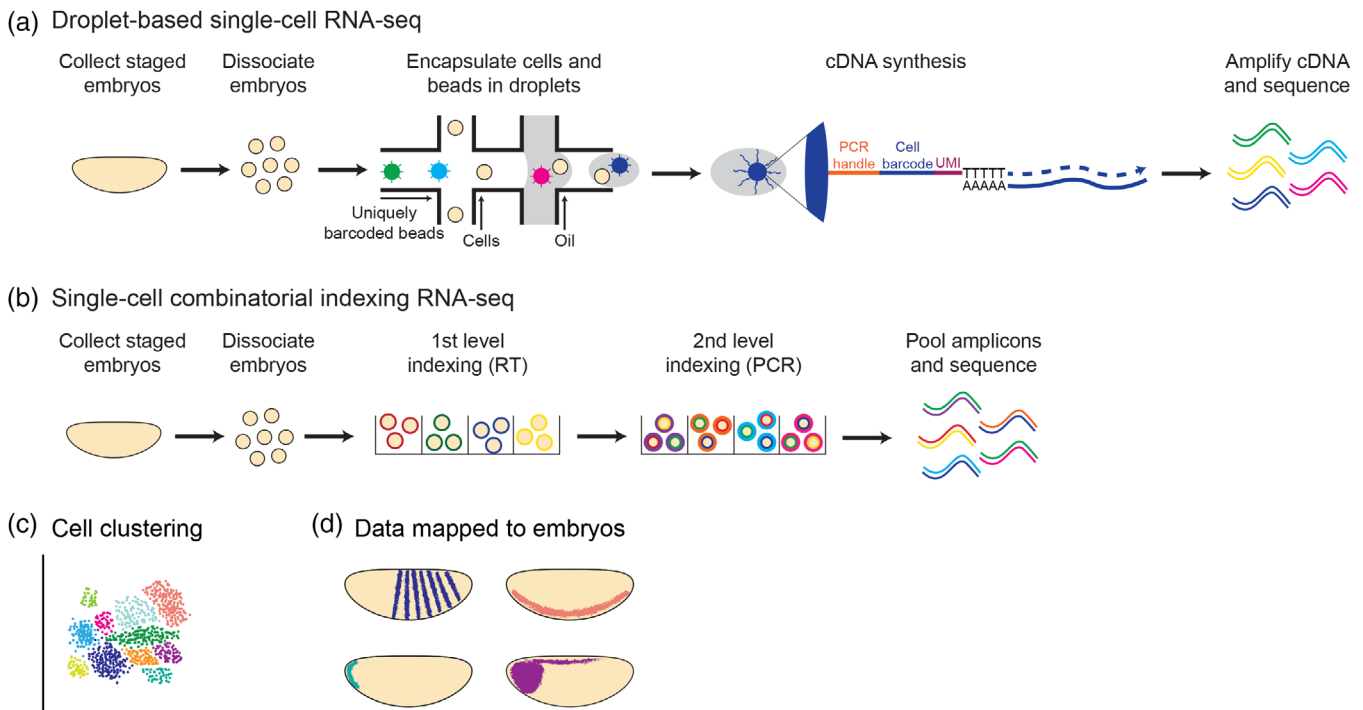 (a) Droplet-based single-cell RNA-seq
Collect staged
embryos
Dissociate
embryos
Encapsulate cells and
beads in droplets
cDNA synthesis
Amplify cDNA
and sequence
PCR
handle
Cell
barcode
UMI
TTTTT
AAAAA
Uniquely
barcoded beads
Cells
Oil
(b) Single-cell combinatorial indexing RNA-seq
Collect staged
embryos
Dissociate
embryos
1st level
indexing (RT)
2nd level
indexing (PCR)
Pool amplicons
and sequence
(c) Cell clustering
(d) Data mapped to embryos